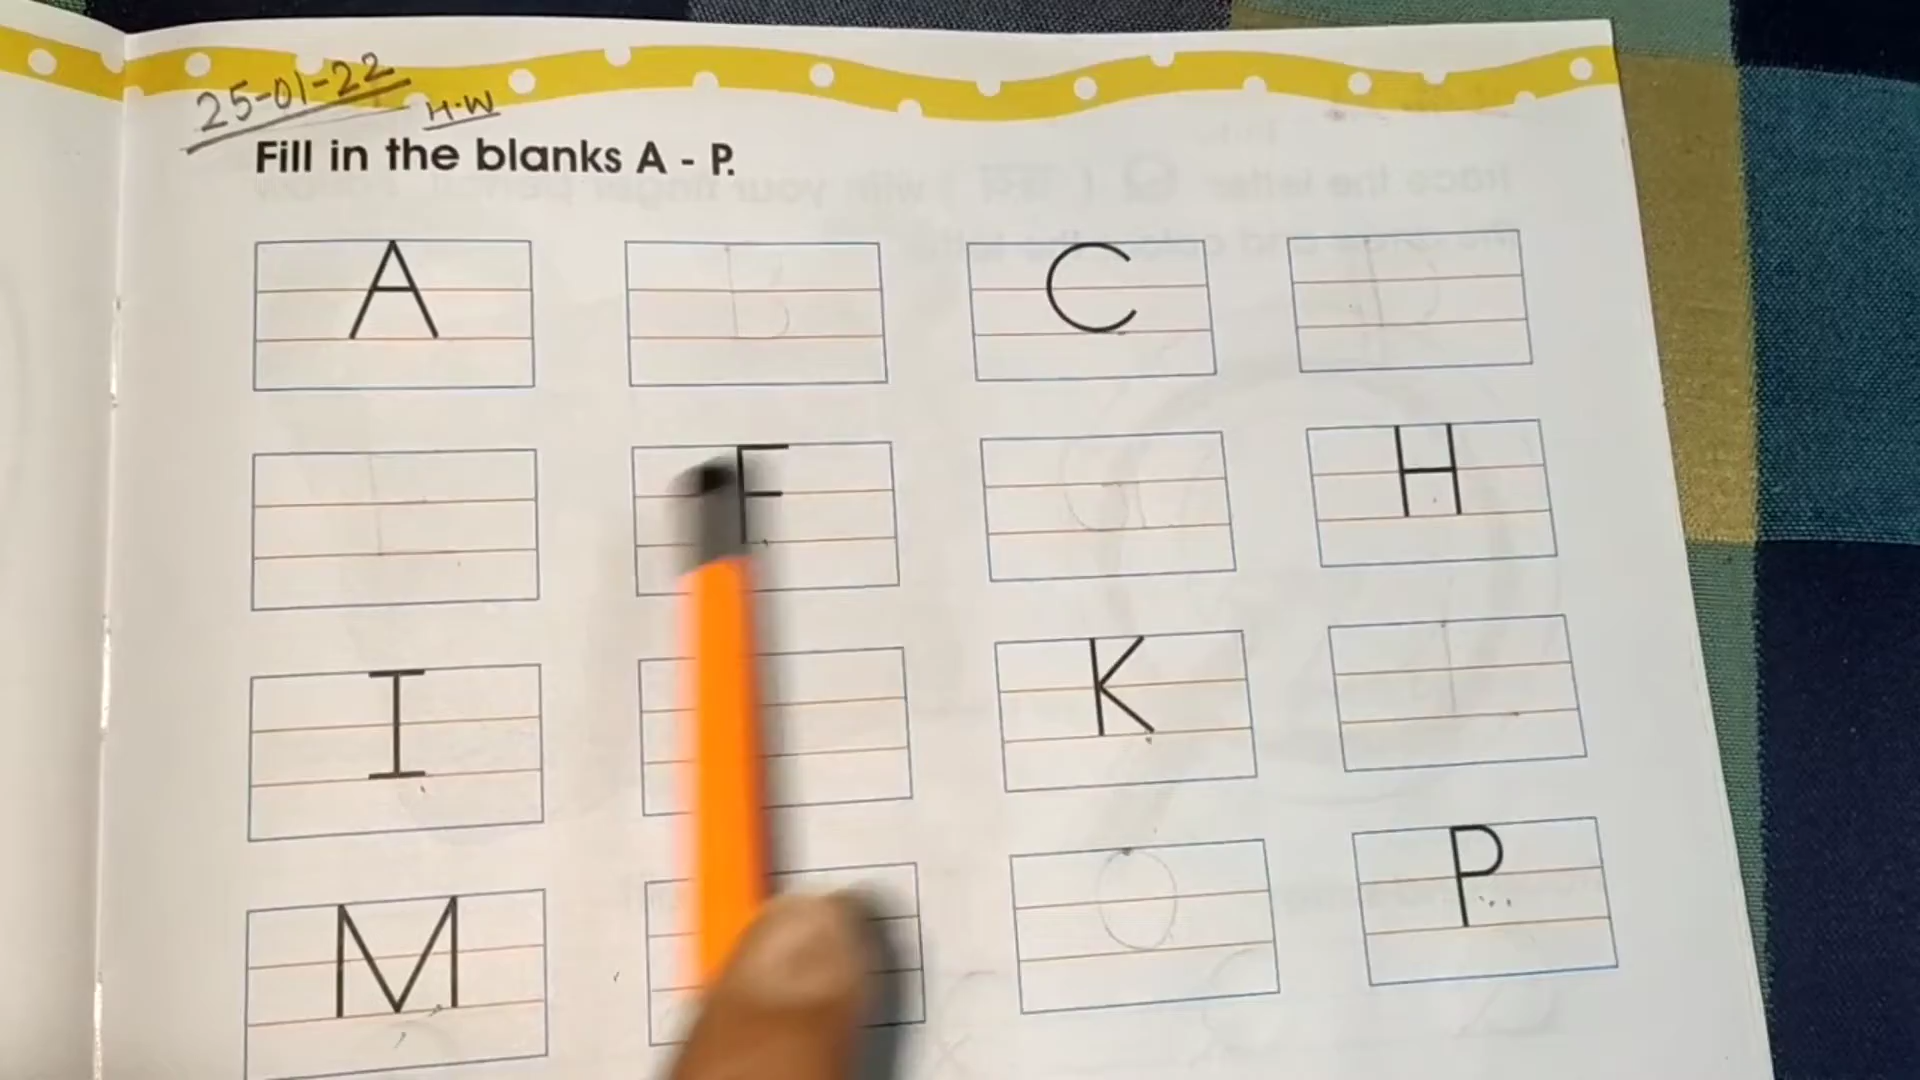 25-01-22
H.W
Fill in the blanks A - P.
A B C D
F G H
I K
M O P